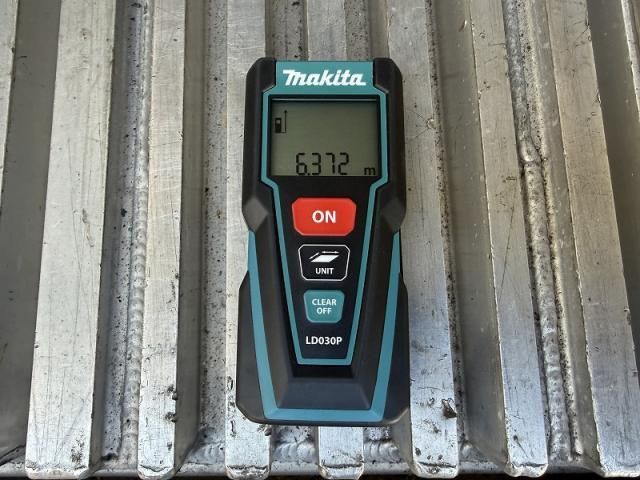 makita
6.372 m
ON
UNIT
CLEAR
OFF
LD030P